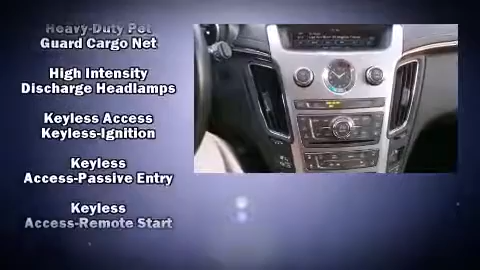 Heavy-Duty Pet
Guard Cargo Net
High Intensity
Discharge Headlamps
Keyless Access
Keyless-Ignition
Keyless
Access-Passive Entry
Keyless
Access-Remote Start